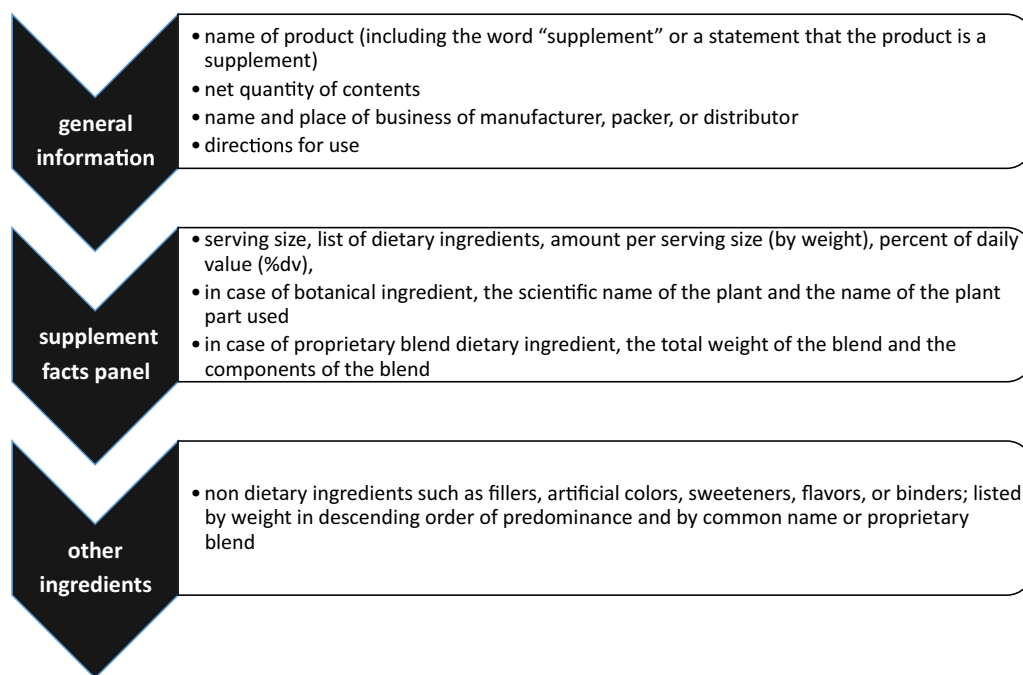 general
information
• name of product (including the word “supplement” or a statement that the product is a
supplement)
• net quantity of contents
• name and place of business of manufacturer, packer, or distributor
• directions for use
supplement
facts panel
• serving size, list of dietary ingredients, amount per serving size (by weight), percent of daily
value (%dv),
• in case of botanical ingredient, the scientific name of the plant and the name of the plant
part used
• in case of proprietary blend dietary ingredient, the total weight of the blend and the
components of the blend
other
ingredients
• non dietary ingredients such as fillers, artificial colors, sweeteners, flavors, or binders; listed
by weight in descending order of predominance and by common name or proprietary
blend